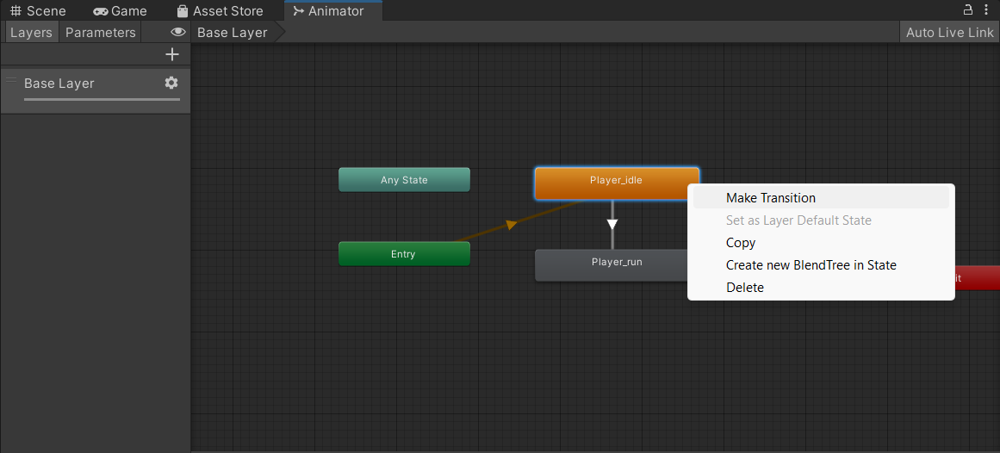 Scene Game Asset Store Animator
Layers Parameters Base Layer Auto Live Link
Base Layer
Any State
Player_idle
Entry
Player_run
Make Transition
Set as Layer Default State
Copy
Create new BlendTree in State
Delete
it